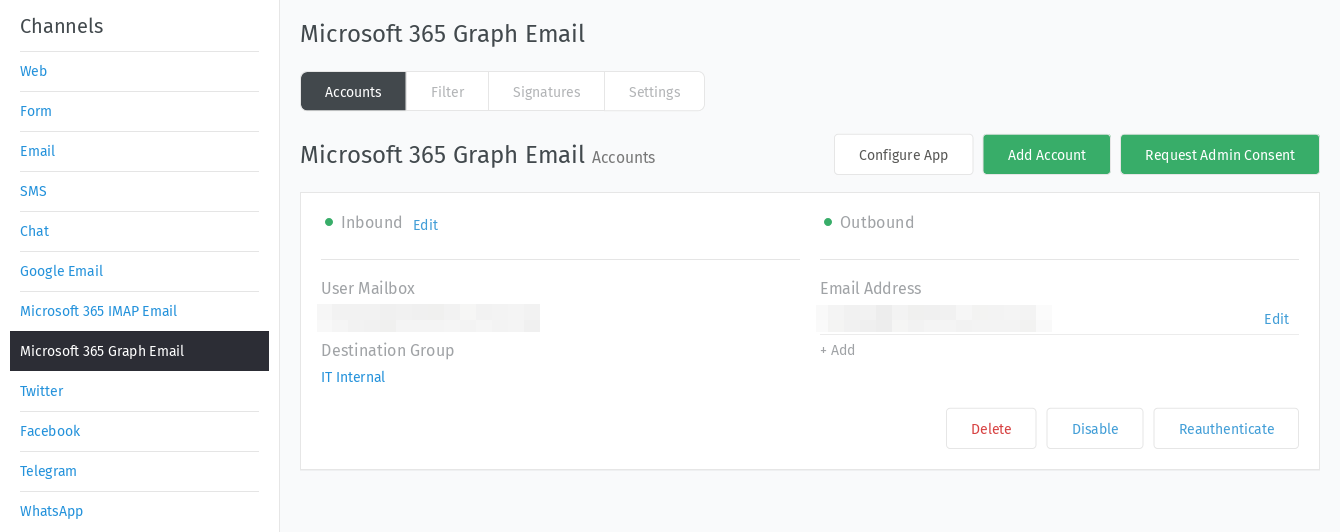 Channels
Web
Form
Email
SMS
Chat
Google Email
Microsoft 365 IMAP Email
Microsoft 365 Graph Email
Twitter
Facebook
Telegram
WhatsApp
Microsoft 365 Graph Email
Accounts Filter Signatures Settings
Microsoft 365 Graph Email Accounts Configure App Add Account Request Admin Consent
Inbound Edit
User Mailbox
Destination Group
IT Internal
Outbound
Email Address
Edit
+ Add
Delete Disable Reauthenticate